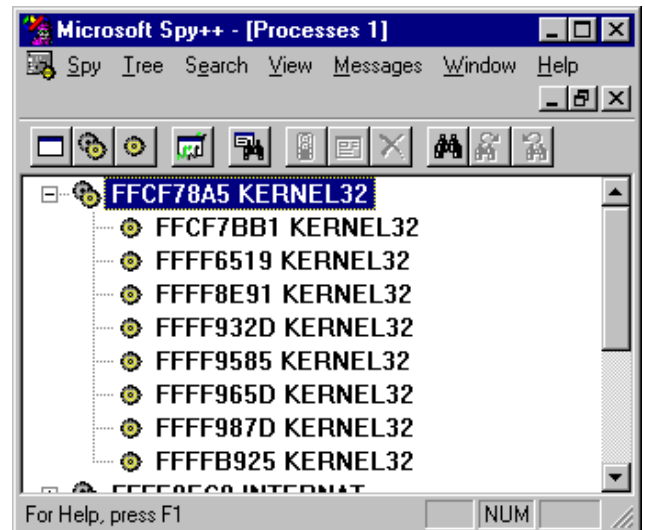 Microsoft Spy++ - [Processes 1]
Spy Tree Search View Messages Window Help
FFCF78A5 KERNEL32
FFCF7BB1 KERNEL32
FFFF6519 KERNEL32
FFFF8E91 KERNEL32
FFFF932D KERNEL32
FFFF9585 KERNEL32
FFFF965D KERNEL32
FFFF987D KERNEL32
FFFFB925 KERNEL32
INTERNAT
For Help, press F1 NUM